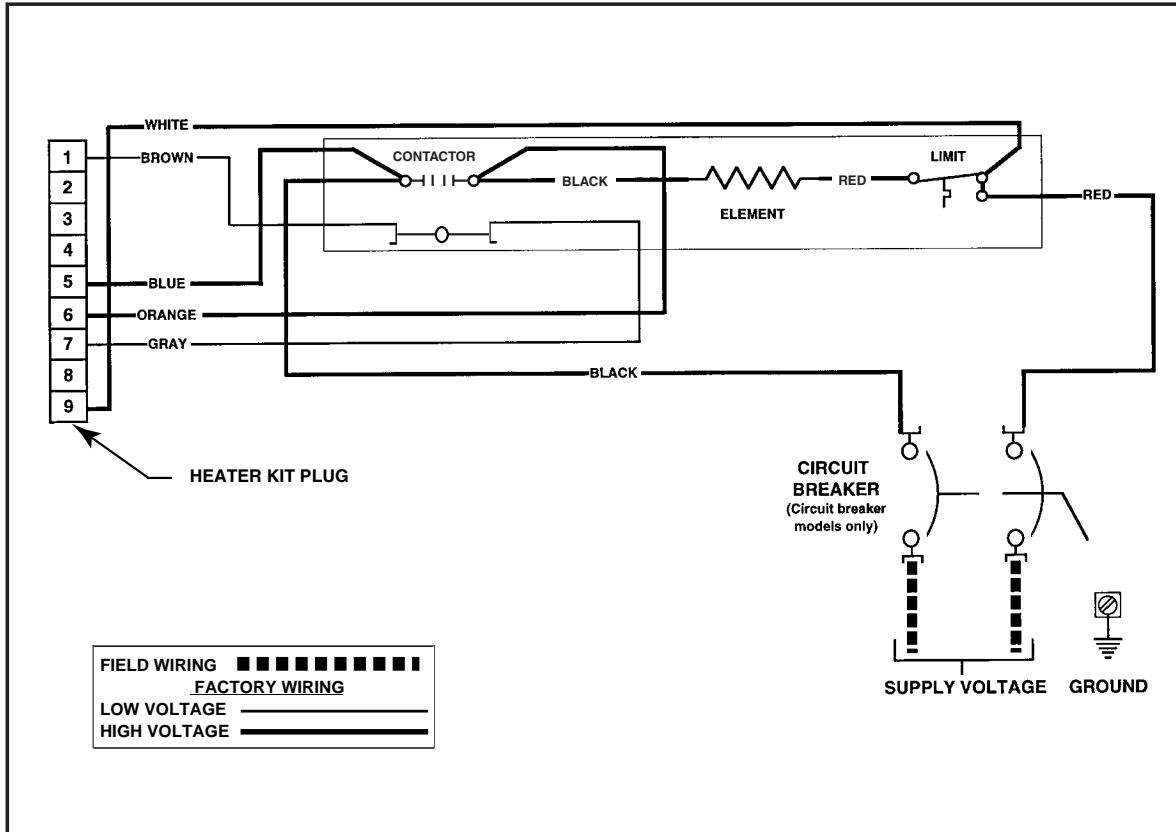 WHITE
1
BROWN
CONTACTOR
LIMIT
2
BLACK
RED
RED
3
ELEMENT
4
5
BLUE
6
ORANGE
7
GRAY
8
BLACK
9
HEATER KIT PLUG
CIRCUIT
BREAKER
(Circuit breaker
models only)
FIELD WIRING
FACTORY WIRING
LOW VOLTAGE
HIGH VOLTAGE
SUPPLY VOLTAGE
GROUND